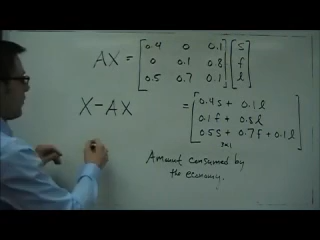 AX = [0.4 0 0.1] [s]
[0 0.1 0.8] [f]
[0.5 0.7 0.1] [l]
X-AX
= [0.4s + 0.1l]
[0.1f + 0.8l]
[0.5s + 0.7f + 0.1l]
3x1
Amount consumed by
the economy.